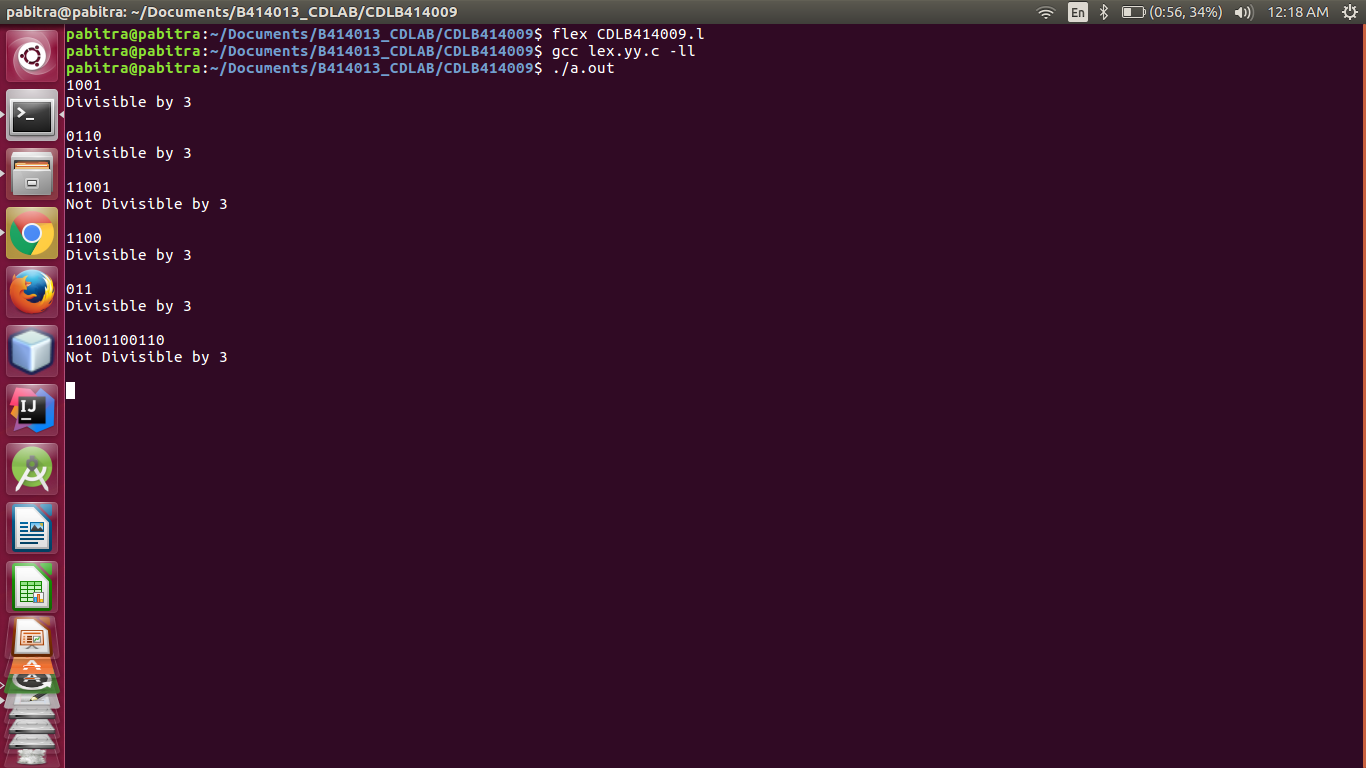 pabitra@pabitra: ~/Documents/B414013_CDLAB/CDLB414009
En
(0:56, 34%)
12:18 AM
pabitra@pabitra:~/Documents/B414013_CDLAB/CDLB414009$ flex CDLB414009.l
pabitra@pabitra:~/Documents/B414013_CDLAB/CDLB414009$ gcc lex.yy.c -ll
pabitra@pabitra:~/Documents/B414013_CDLAB/CDLB414009$ ./a.out
1001
Divisible by 3
0110
Divisible by 3
11001
Not Divisible by 3
1100
Divisible by 3
011
Divisible by 3
11001100110
Not Divisible by 3
IJ